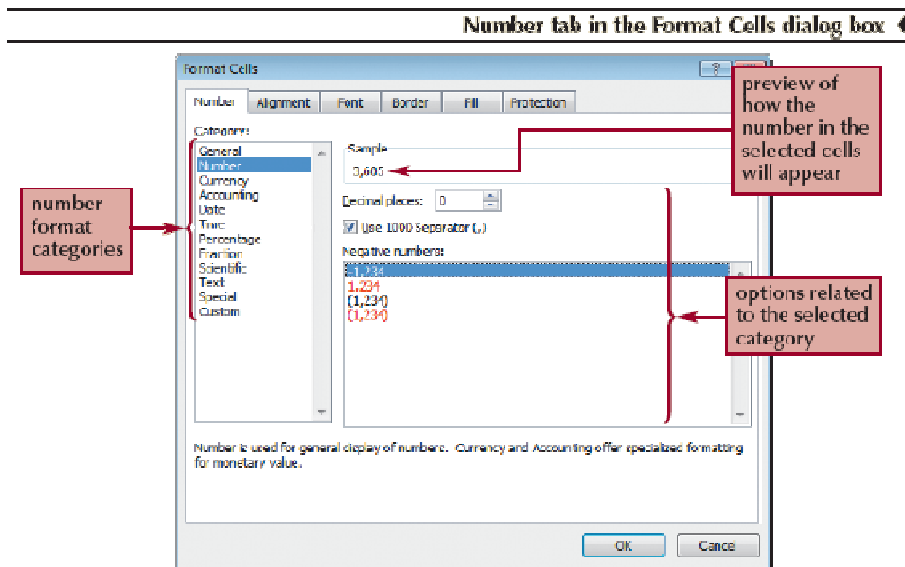 Number tab in the Format Cells dialog box
Format Cells
?
Number Alignment Font Border Fill Protection
Category:
General
Number
Currency
Accounting
Date
Time
Percentage
Fraction
Scientific
Text
Special
Custom
Sample
3,605
Decimal places: 0
Use 1000 Separator (,)
Negative numbers:
-1,234
1,234
(1,234)
(1,234)
Number is used for general display of numbers. Currency and Accounting offer specialized formatting
for monetary value.
OK Cancel
number
format
categories
preview of
how the
number in the
selected cells
will appear
options related
to the selected
category